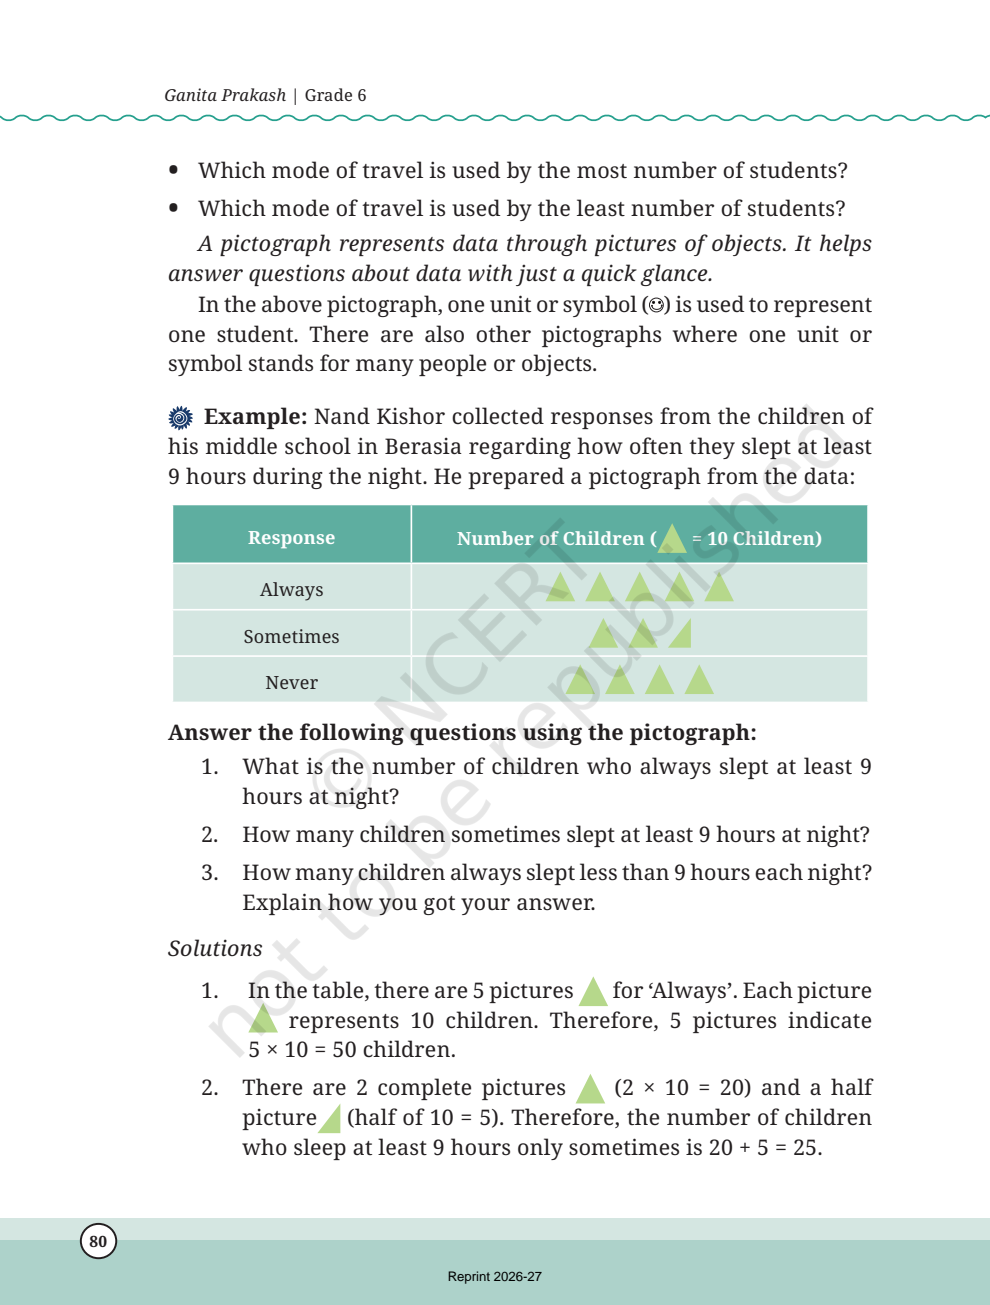 Ganita Prakash | Grade 6
• Which mode of travel is used by the most number of students?
• Which mode of travel is used by the least number of students?
A pictograph represents data through pictures of objects. It helps
answer questions about data with just a quick glance.
In the above pictograph, one unit or symbol (☺) is used to represent
one student. There are also other pictographs where one unit or
symbol stands for many people or objects.
Example: Nand Kishor collected responses from the children of
his middle school in Berasia regarding how often they slept at least
9 hours during the night. He prepared a pictograph from the data:
Response Number of Children ( = 10 Children)
Always
Sometimes
Never
Answer the following questions using the pictograph:
1. What is the number of children who always slept at least 9
hours at night?
2. How many children sometimes slept at least 9 hours at night?
3. How many children always slept less than 9 hours each night?
Explain how you got your answer.
Solutions
1. In the table, there are 5 pictures for ‘Always’. Each picture
represents 10 children. Therefore, 5 pictures indicate
5 × 10 = 50 children.
2. There are 2 complete pictures (2 × 10 = 20) and a half
picture (half of 10 = 5). Therefore, the number of children
who sleep at least 9 hours only sometimes is 20 + 5 = 25.
© NCERT
not to be republished
80
Reprint 2026-27